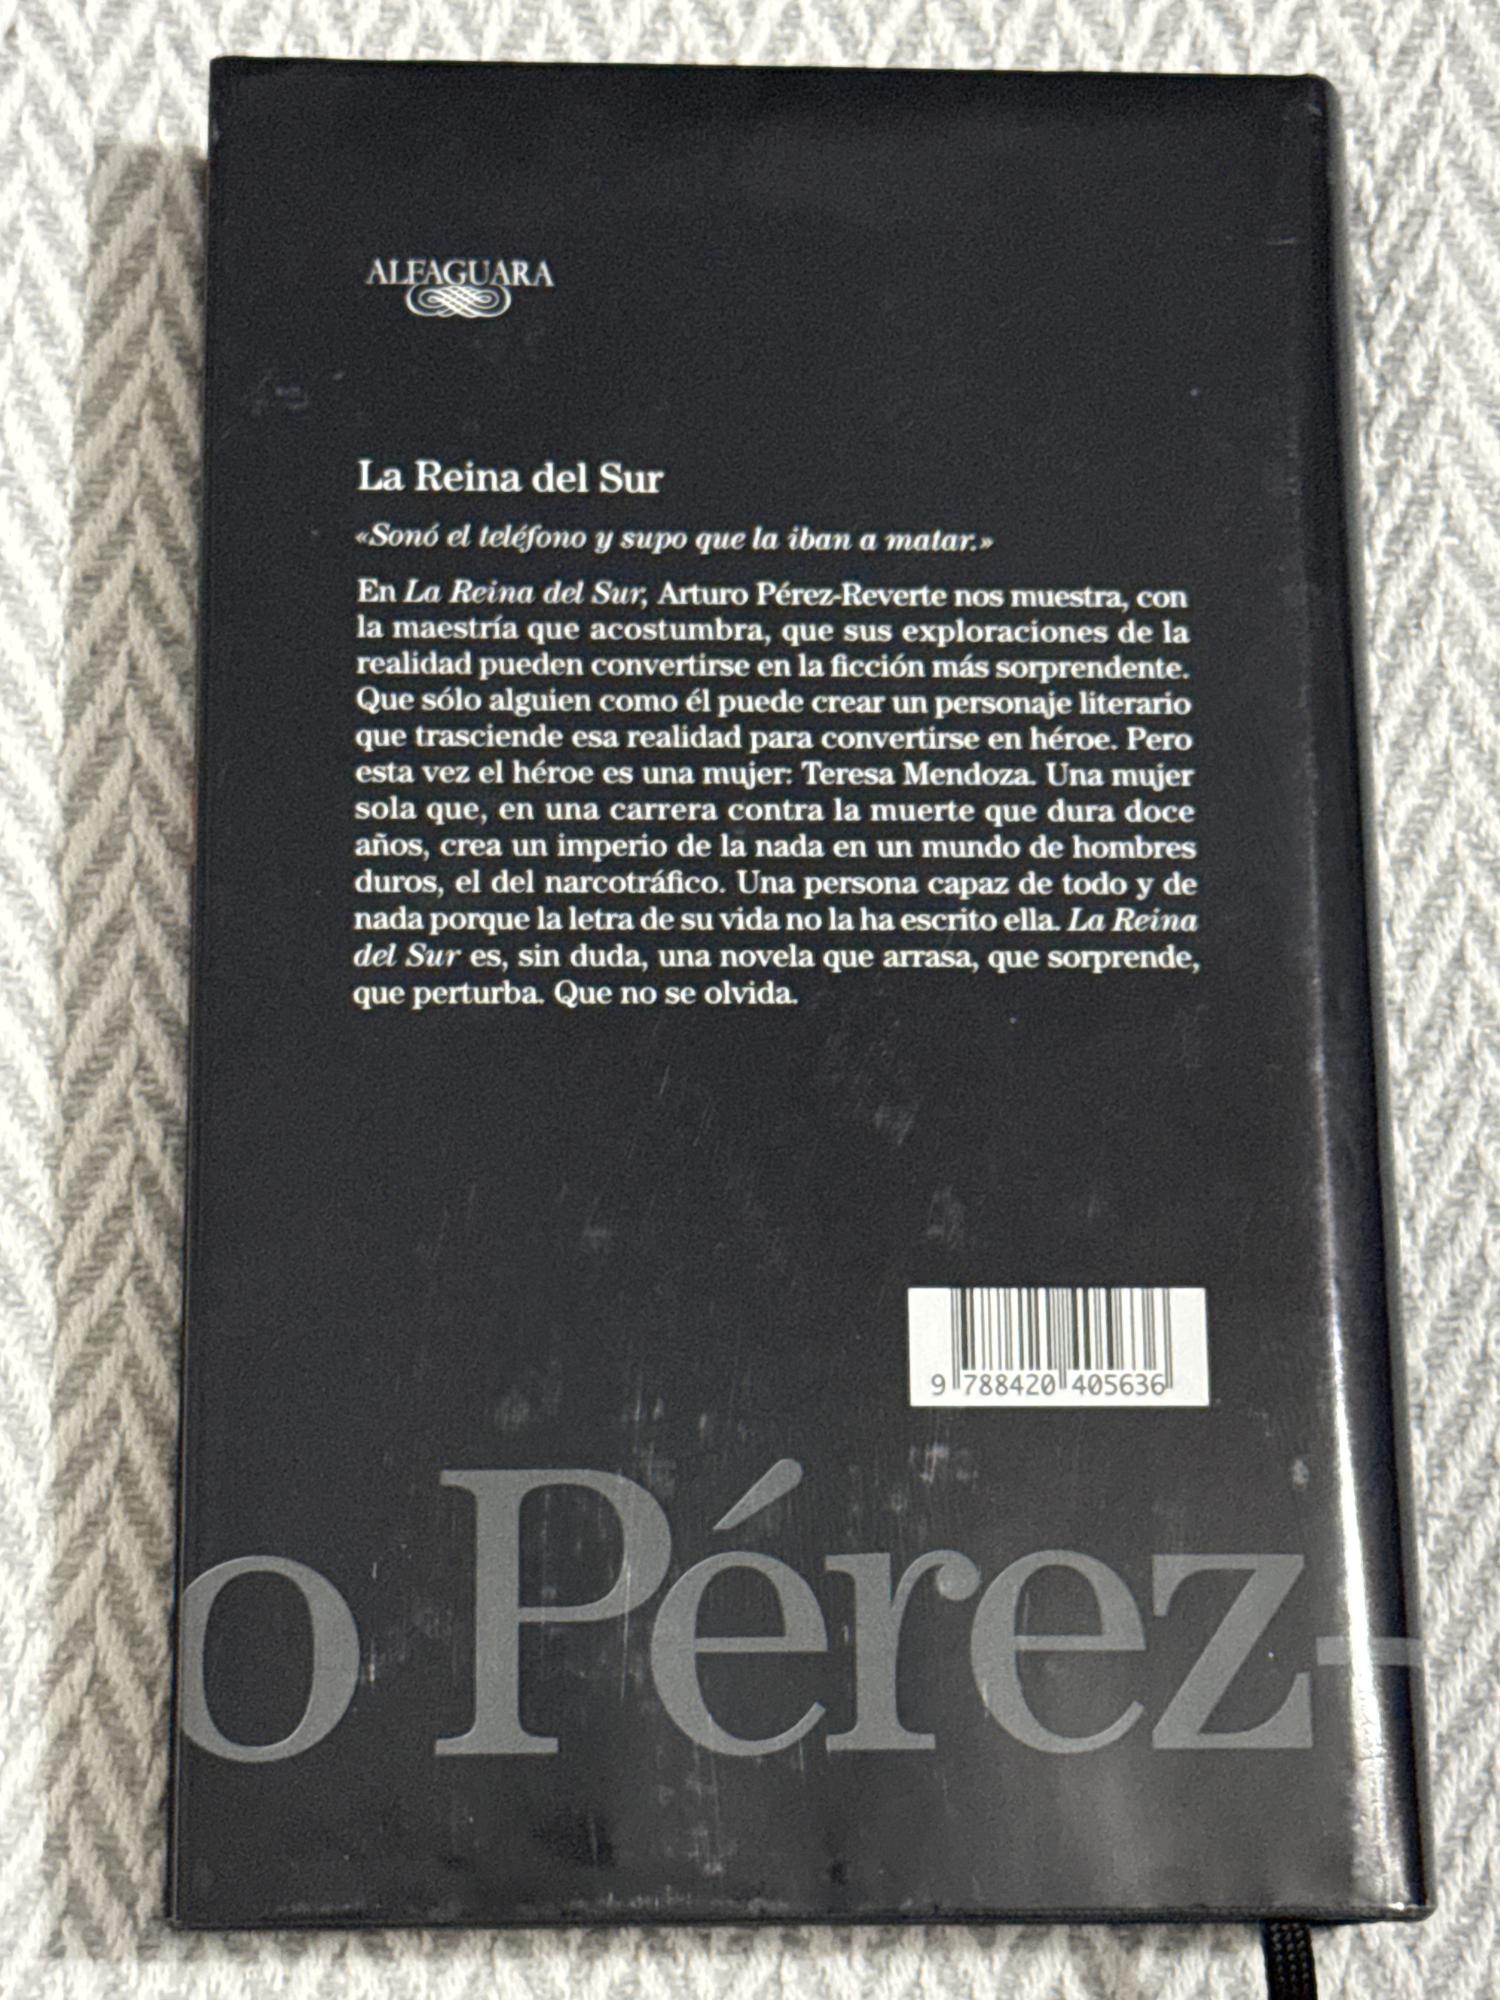 ALFAGUARA
La Reina del Sur
«Sonó el teléfono y supo que la iban a matar.»
En La Reina del Sur, Arturo Pérez-Reverte nos muestra, con
la maestría que acostumbra, que sus exploraciones de la
realidad pueden convertirse en la ficción más sorprendente.
Que sólo alguien como él puede crear un personaje literario
que trasciende esa realidad para convertirse en héroe. Pero
esta vez el héroe es una mujer: Teresa Mendoza. Una mujer
sola que, en una carrera contra la muerte que dura doce
años, crea un imperio de la nada en un mundo de hombres
duros, el del narcotráfico. Una persona capaz de todo y de
nada porque la letra de su vida no la ha escrito ella. La Reina
del Sur es, sin duda, una novela que arrasa, que sorprende,
que perturba. Que no se olvida.
9 788420 405636
o Pérez-